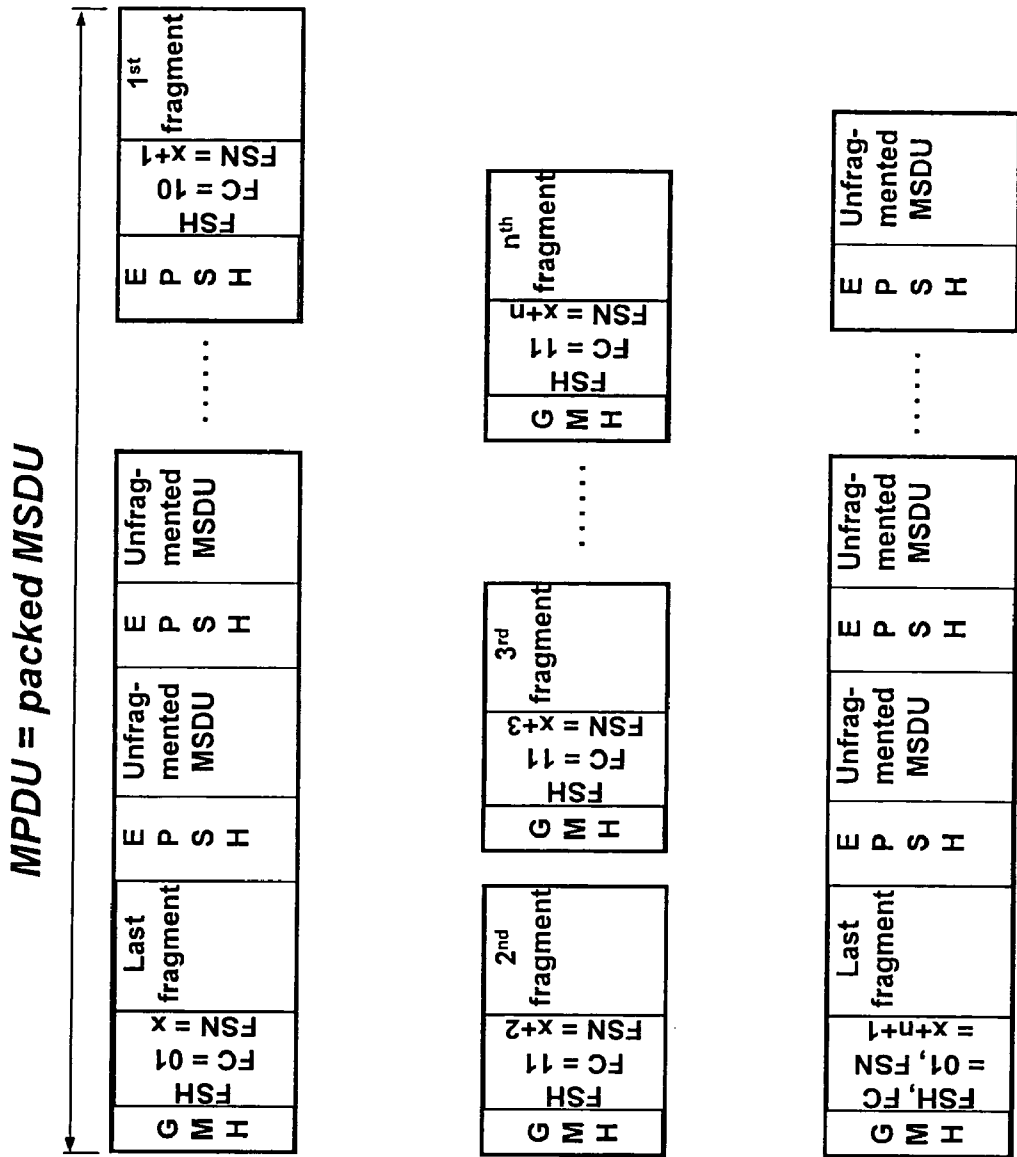 MPDU = packed MSDU
G M H
FSH
FC = 01
FSN = x
Last
fragment
E P S H
Unfrag-
mented
MSDU
E P S H
Unfrag-
mented
MSDU
......
E P S H
FSH
FC = 10
FSN = x+1
1st
fragment
G M H
FSH
FC = 11
FSN = x+2
2nd
fragment
G M H
FSH
FC = 11
FSN = x+3
3rd
fragment
......
G M H
FSH
FC = 11
FSN = x+n
nth
fragment
G M H
FSH, FC
= 01, FSN
= x+n+1
Last
fragment
E P S H
Unfrag-
mented
MSDU
E P S H
Unfrag-
mented
MSDU
......
E P S H
Unfrag-
mented
MSDU